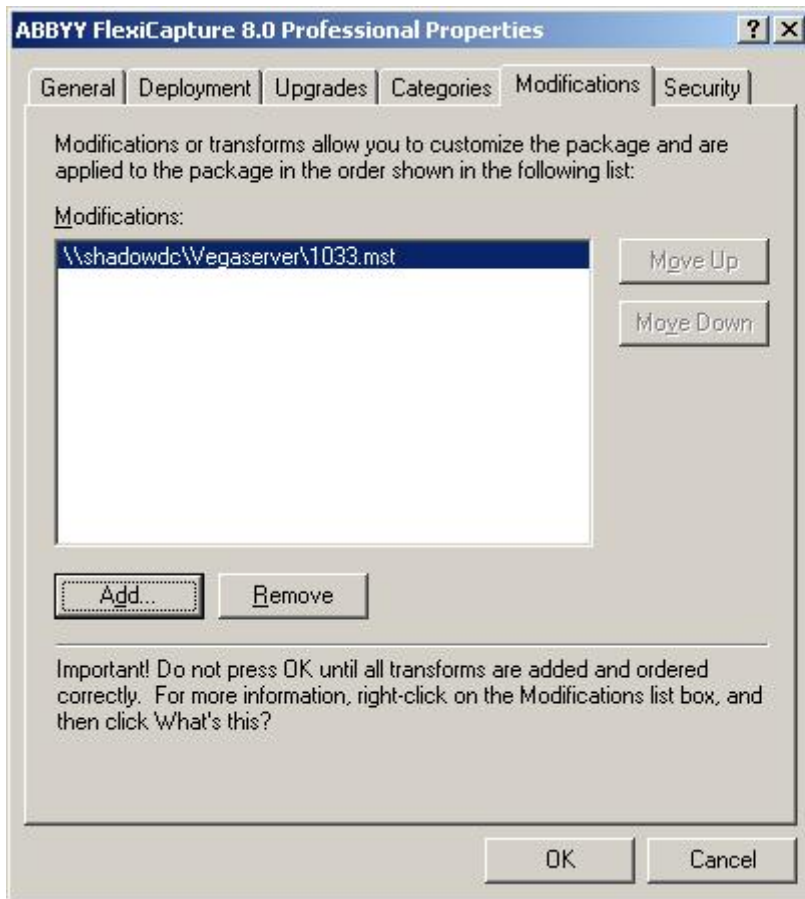 ABBYY FlexiCapture 8.0 Professional Properties
General Deployment Upgrades Categories Modifications Security
Modifications or transforms allow you to customize the package and are
applied to the package in the order shown in the following list:
Modifications:
\\shadowdc\Vegaserver\1033.mst
Move Up
Move Down
Add... Remove
Important! Do not press OK until all transforms are added and ordered
correctly. For more information, right-click on the Modifications list box, and
then click What's this?
OK Cancel